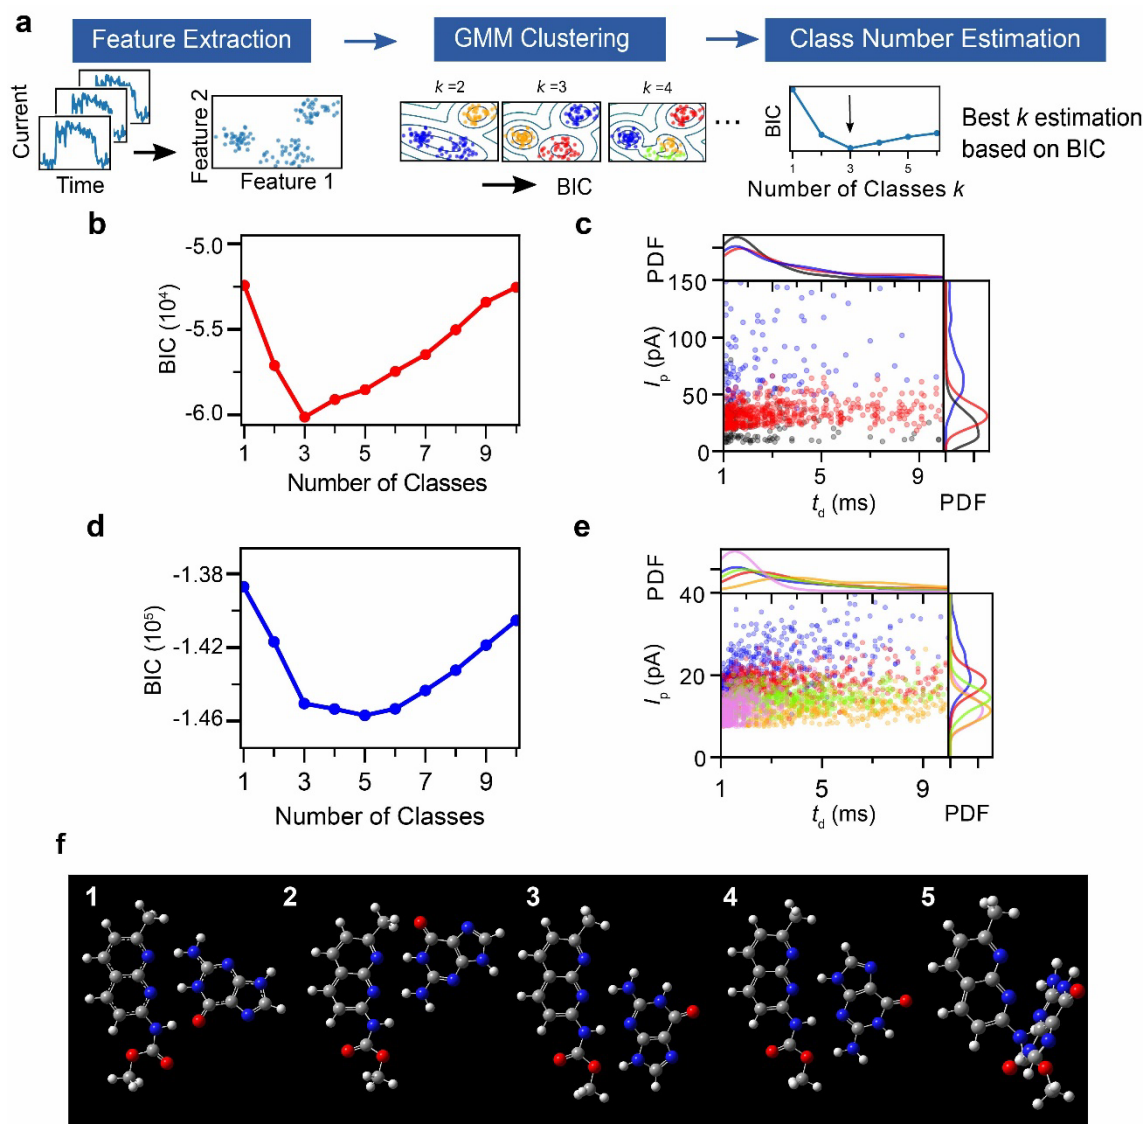 a
Feature Extraction
GMM Clustering
Class Number Estimation
Current
Time
Feature 2
Feature 1
k =2
k =3
k =4
...
BIC
BIC
1
3
5
Number of Classes k
Best k estimation
based on BIC
b
-5.0
-5.5
-6.0
BIC (10⁴)
1 3 5 7 9
Number of Classes
c
PDF
150
100
50
0
Iₚ (pA)
1 5 9
t_d (ms)
PDF
d
-1.38
-1.42
-1.46
BIC (10⁵)
1 3 5 7 9
Number of Classes
e
PDF
40
20
0
Iₚ (pA)
1 5 9
t_d (ms)
PDF
f
1 2 3 4 5